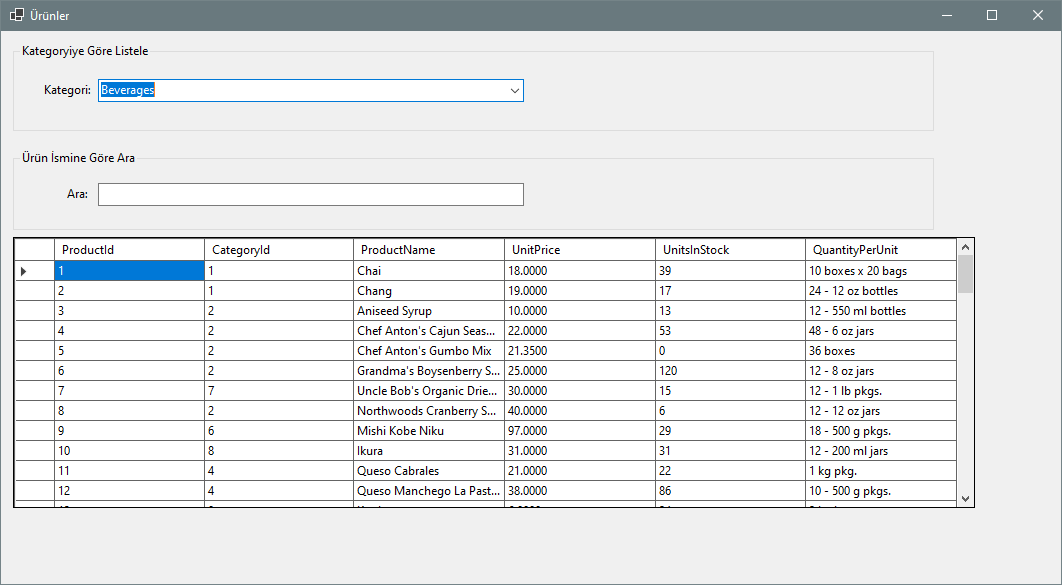 Ürünler
Kategoryiye Göre Listele
Kategori: Beverages
Ürün İsmine Göre Ara
Ara:
ProductId CategoryId ProductName UnitPrice UnitsInStock QuantityPerUnit
1 1 Chai 18.0000 39 10 boxes x 20 bags
2 1 Chang 19.0000 17 24 - 12 oz bottles
3 2 Aniseed Syrup 10.0000 13 12 - 550 ml bottles
4 2 Chef Anton's Cajun Seas... 22.0000 53 48 - 6 oz jars
5 2 Chef Anton's Gumbo Mix 21.3500 0 36 boxes
6 2 Grandma's Boysenberry S... 25.0000 120 12 - 8 oz jars
7 7 Uncle Bob's Organic Drie... 30.0000 15 12 - 1 lb pkgs.
8 2 Northwoods Cranberry S... 40.0000 6 12 - 12 oz jars
9 6 Mishi Kobe Niku 97.0000 29 18 - 500 g pkgs.
10 8 Ikura 31.0000 31 12 - 200 ml jars
11 4 Queso Cabrales 21.0000 22 1 kg pkg.
12 4 Queso Manchego La Past... 38.0000 86 10 - 500 g pkgs.